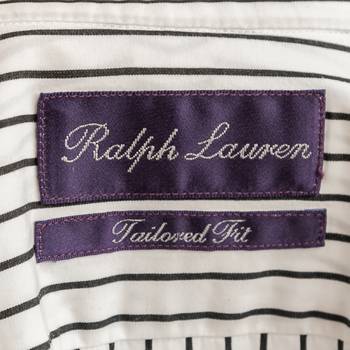 Ralph Lauren
Tailored Fit